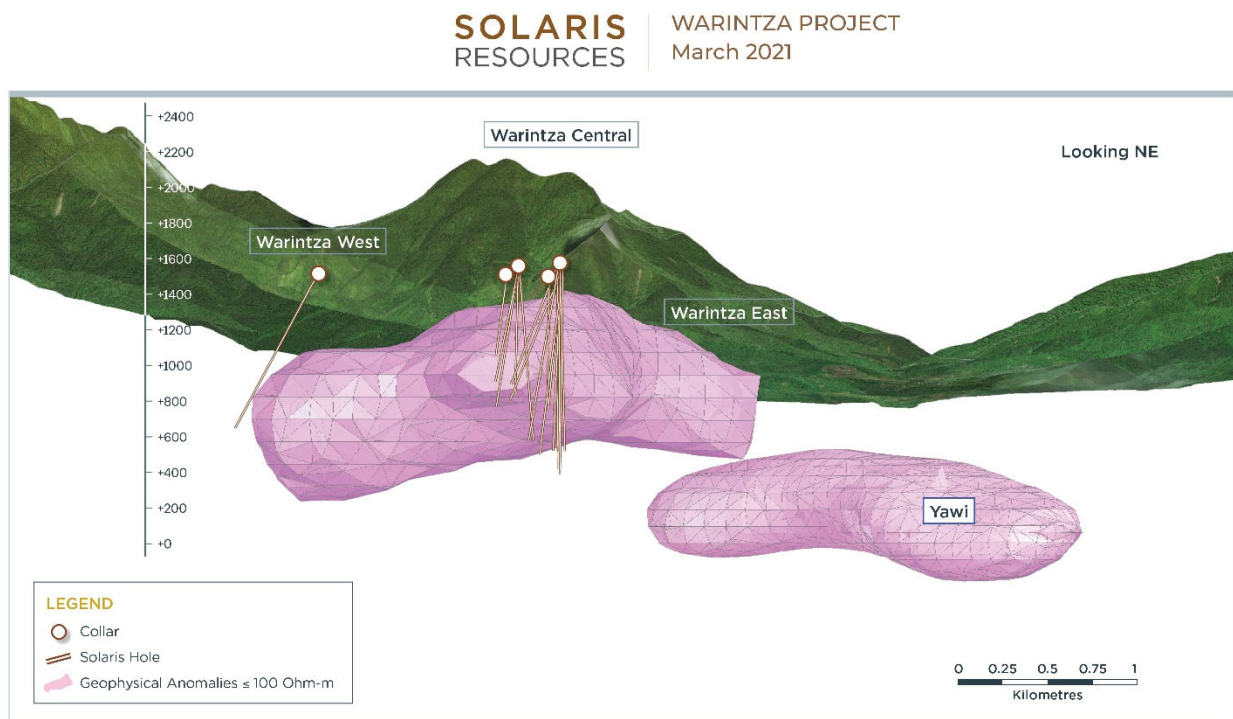 SOLARIS
RESOURCES
WARINTZA PROJECT
March 2021
Warintza Central
Looking NE
Warintza West
Warintza East
Yawi
+2400
+2200
+2000
+1800
+1600
+1400
+1200
+1000
+800
+600
+400
+200
+0
LEGEND
Collar
Solaris Hole
Geophysical Anomalies ≤ 100 Ohm-m
0 0.25 0.5 0.75 1
Kilometres